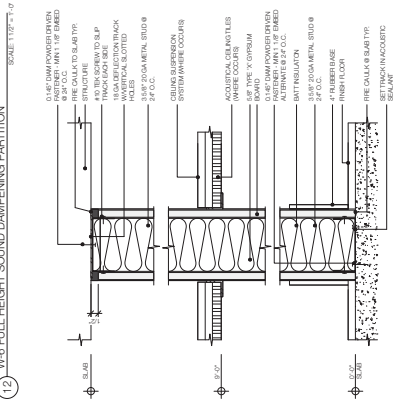 12
W-6 FULL HEIGHT SOUND DAMPENING PARTITION
SCALE: 1 1/2" = 1'-0"
0.145" DIAM POWDER DRIVEN
FASTENER - MIN 1 1/8" EMBED
@ 24" O.C.
FIRE CAULK TO SLAB TYP.
STRUCTURE
# 10 TEK SCREW TO SLIP
TRACK EACH SIDE
18 GA DEFLECTION TRACK
W/ VERTICAL SLOTTED
HOLES
3 5/8" 20 GA METAL STUD @
24" O.C.
CEILING SUSPENSION
SYSTEM (WHERE OCCURS)
ACOUSTICAL CEILING TILES
(WHERE OCCURS)
5/8" TYPE 'X' GYPSUM
BOARD
0.145" DIAM POWDER DRIVEN
FASTENER - MIN 1 1/8" EMBED
ALTERNATE @ 24" O.C.
BATT INSULATION
3 5/8" 20 GA METAL STUD @
24" O.C.
4" RUBBER BASE
FINISH FLOOR
FIRE CAULK @ SLAB TYP.
SET TRACK IN ACOUSTIC
SEALANT
1/2"
SLAB
9'-0"
SLAB
0'-0"